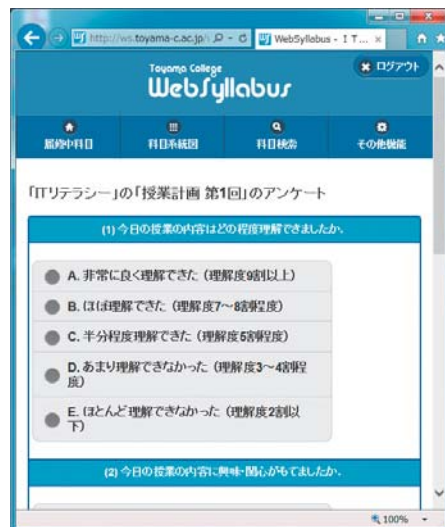 http://ws.toyama-c.ac.jp/
WebSyllabus - I T...
Toyama College
WebSyllabus
ログアウト
履修中科目
科目系統図
科目検索
その他機能
「ITリテラシー」の「授業計画 第1回」のアンケート
(1) 今日の授業の内容はどの程度理解できましたか.
A. 非常に良く理解できた (理解度9割以上)
B. ほぼ理解できた (理解度7～8割程度)
C. 半分程度理解できた (理解度5割程度)
D. あまり理解できなかった (理解度3～4割程
度)
E. ほとんど理解できなかった (理解度2割以
下)
(2) 今日の授業の内容に興味・関心がもてましたか.
100%